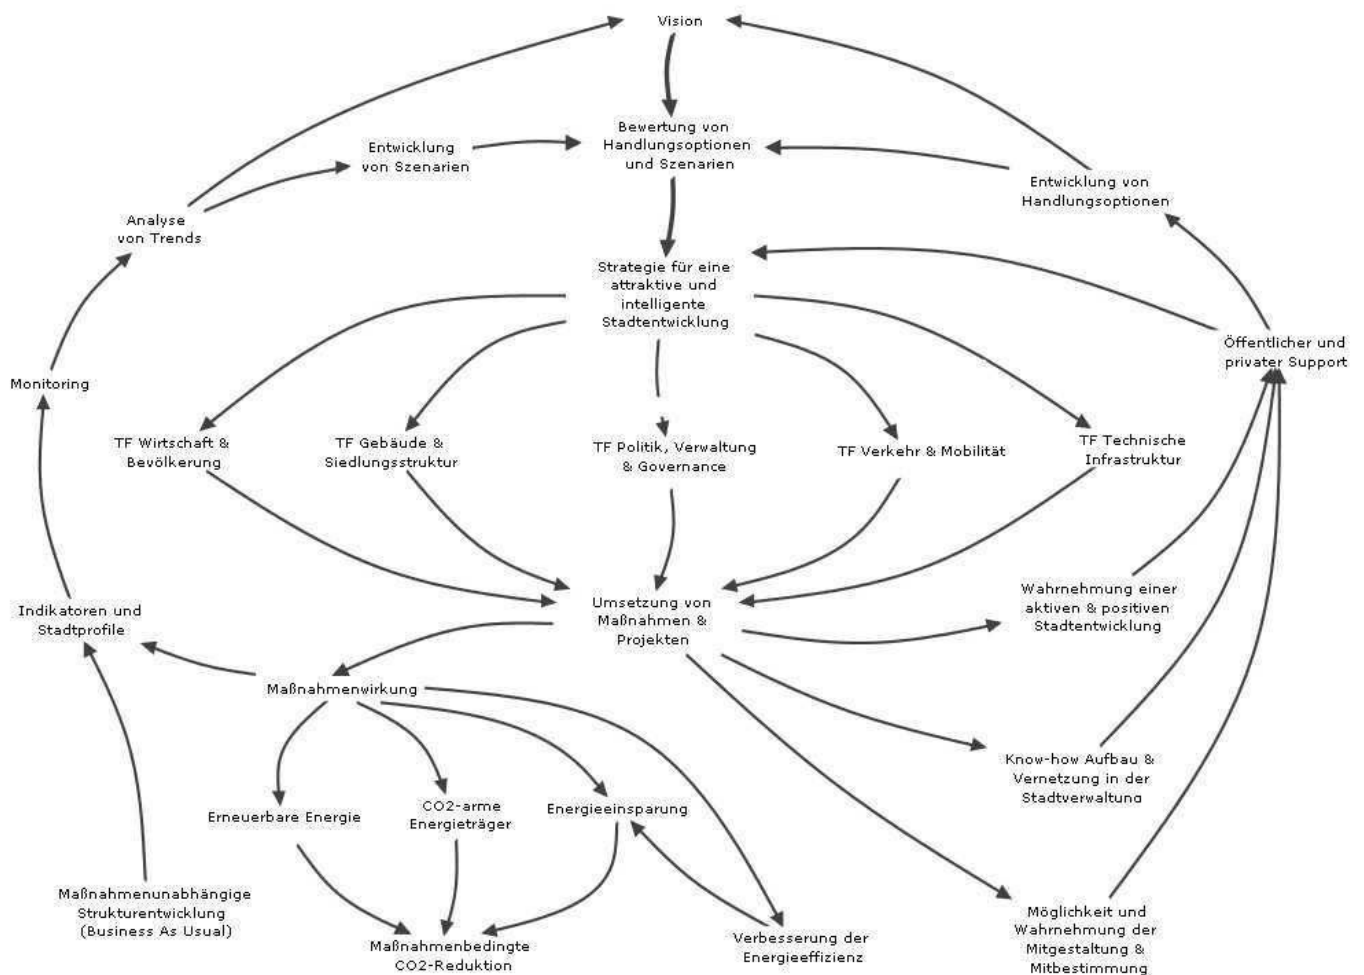 Vision
Bewertung von
Handlungsoptionen
und Szenarien
Entwicklung
von Szenarien
Entwicklung von
Handlungsoptionen
Analyse
von Trends
Strategie für eine
attraktive und
intelligente
Stadtentwicklung
Öffentlicher und
privater Support
Monitoring
TF Wirtschaft &
Bevölkerung
TF Gebäude &
Siedlungsstruktur
TF Politik, Verwaltung
& Governance
TF Verkehr & Mobilität
TF Technische
Infrastruktur
Indikatoren und
Stadtprofile
Umsetzung von
Maßnahmen &
Projekten
Wahrnehmung einer
aktiven & positiven
Stadtentwicklung
Maßnahmenwirkung
Know-how Aufbau &
Vernetzung in der
Stadtverwaltung
Erneuerbare Energie
CO2-arme
Energieträger
Energieeinsparung
Maßnahmenunabhängige
Strukturentwicklung
(Business As Usual)
Maßnahmenbedingte
CO2-Reduktion
Verbesserung der
Energieeffizienz
Möglichkeit und
Wahrnehmung der
Mitgestaltung &
Mitbestimmung